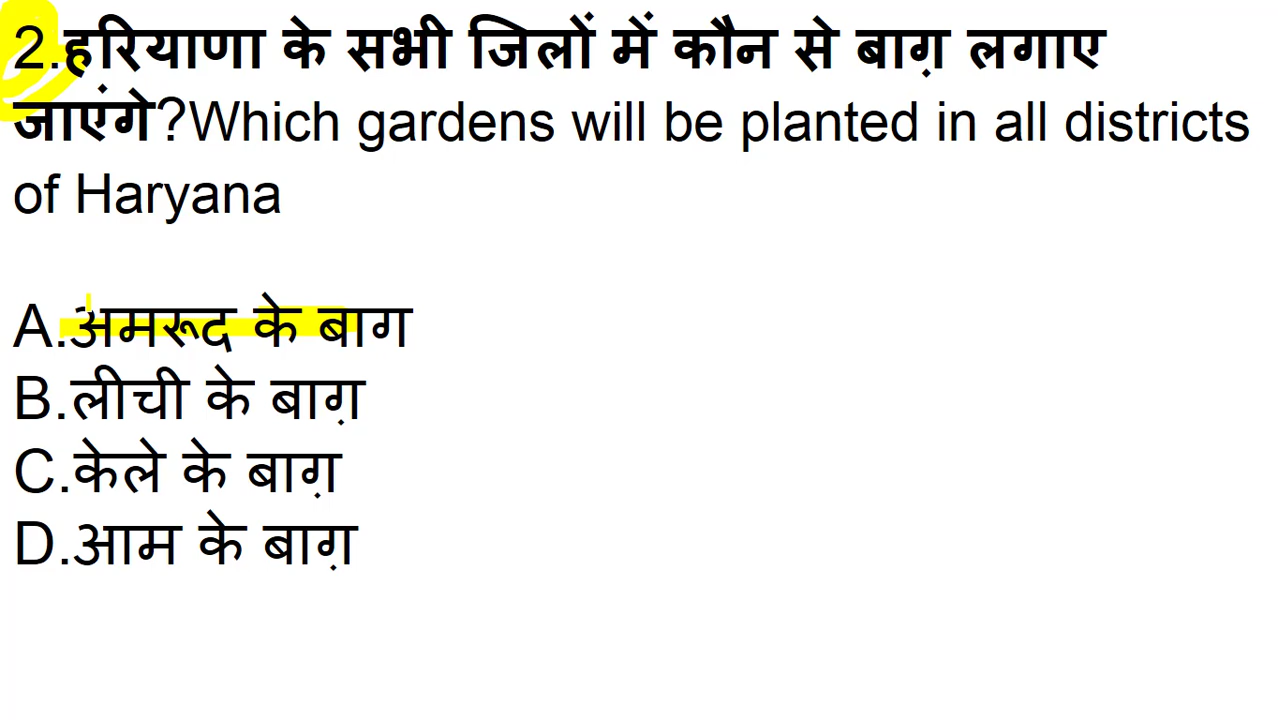 2.हरियाणा के सभी जिलों में कौन से बाग़ लगाए
जाएंगे?Which gardens will be planted in all districts
of Haryana
A.अमरूद के बाग
B.लीची के बाग़
C.केले के बाग़
D.आम के बाग़